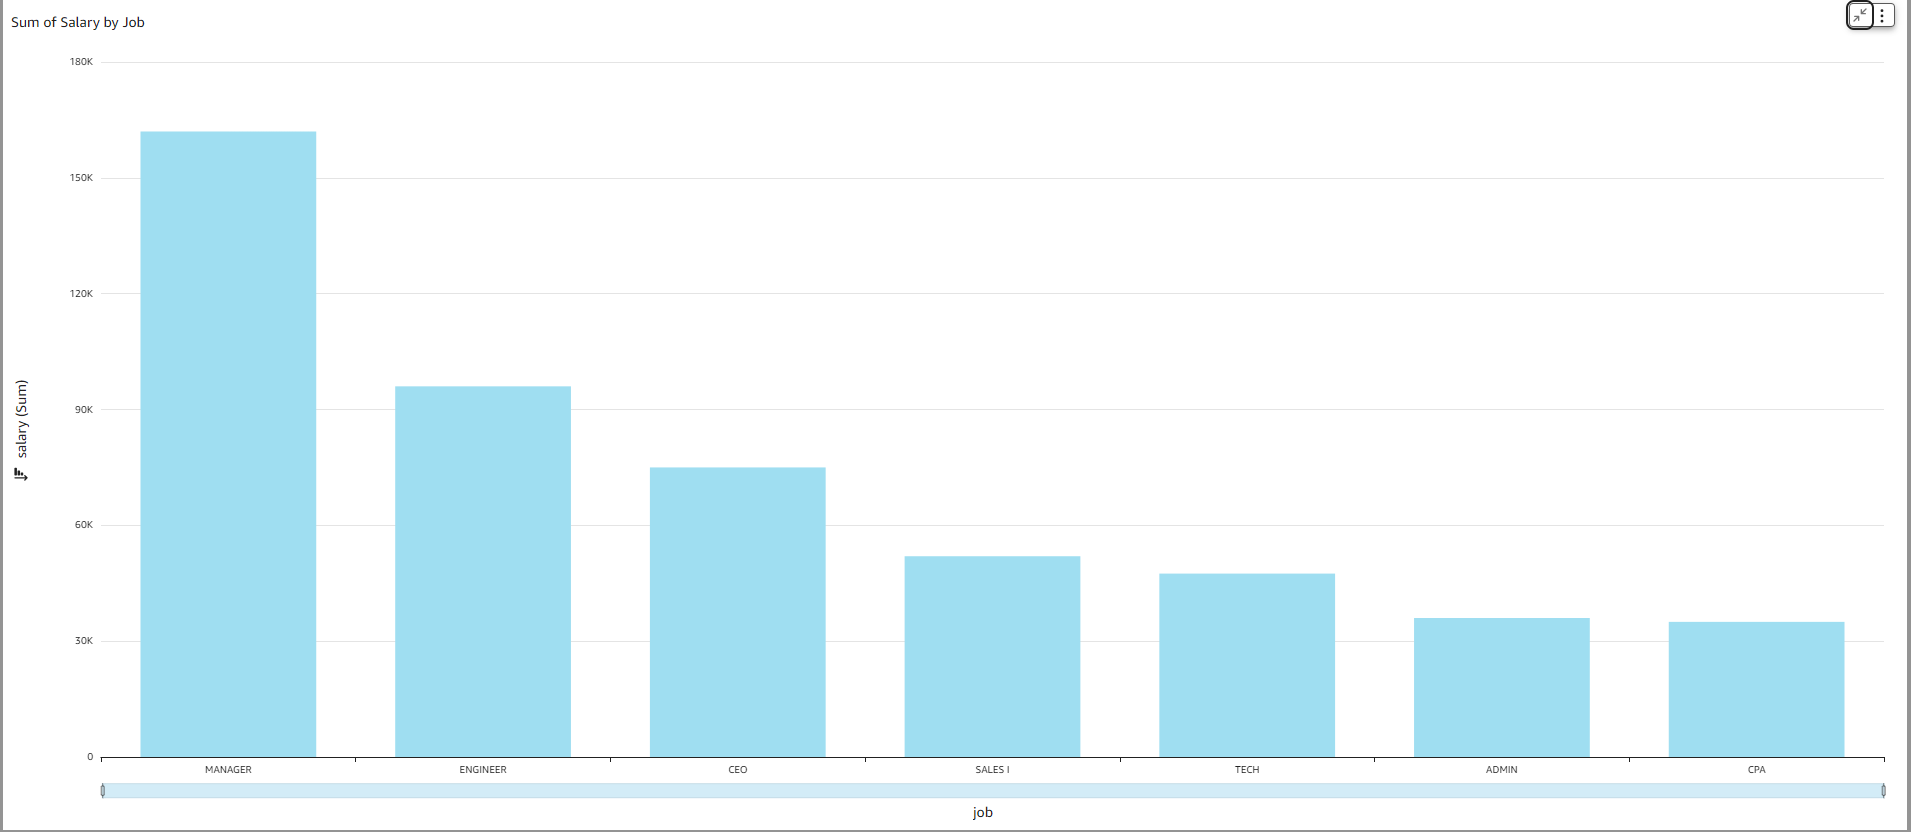 Sum of Salary by Job
180K
150K
120K
90K
60K
30K
0
salary (Sum)
MANAGER ENGINEER CEO SALES I TECH ADMIN CPA
job